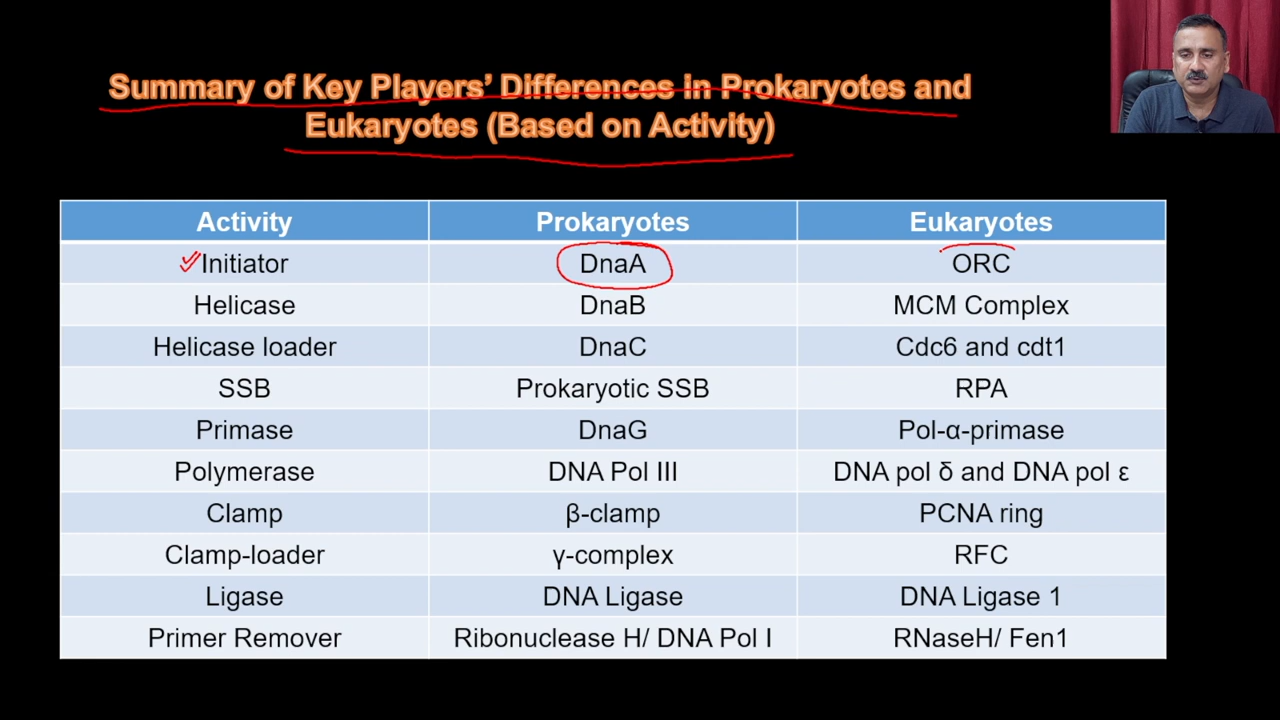 Summary of Key Players’ Differences in Prokaryotes and
Eukaryotes (Based on Activity)
Activity Prokaryotes Eukaryotes
Initiator DnaA ORC
Helicase DnaB MCM Complex
Helicase loader DnaC Cdc6 and cdt1
SSB Prokaryotic SSB RPA
Primase DnaG Pol-α-primase
Polymerase DNA Pol III DNA pol δ and DNA pol ε
Clamp β-clamp PCNA ring
Clamp-loader γ-complex RFC
Ligase DNA Ligase DNA Ligase 1
Primer Remover Ribonuclease H/ DNA Pol I RNaseH/ Fen1